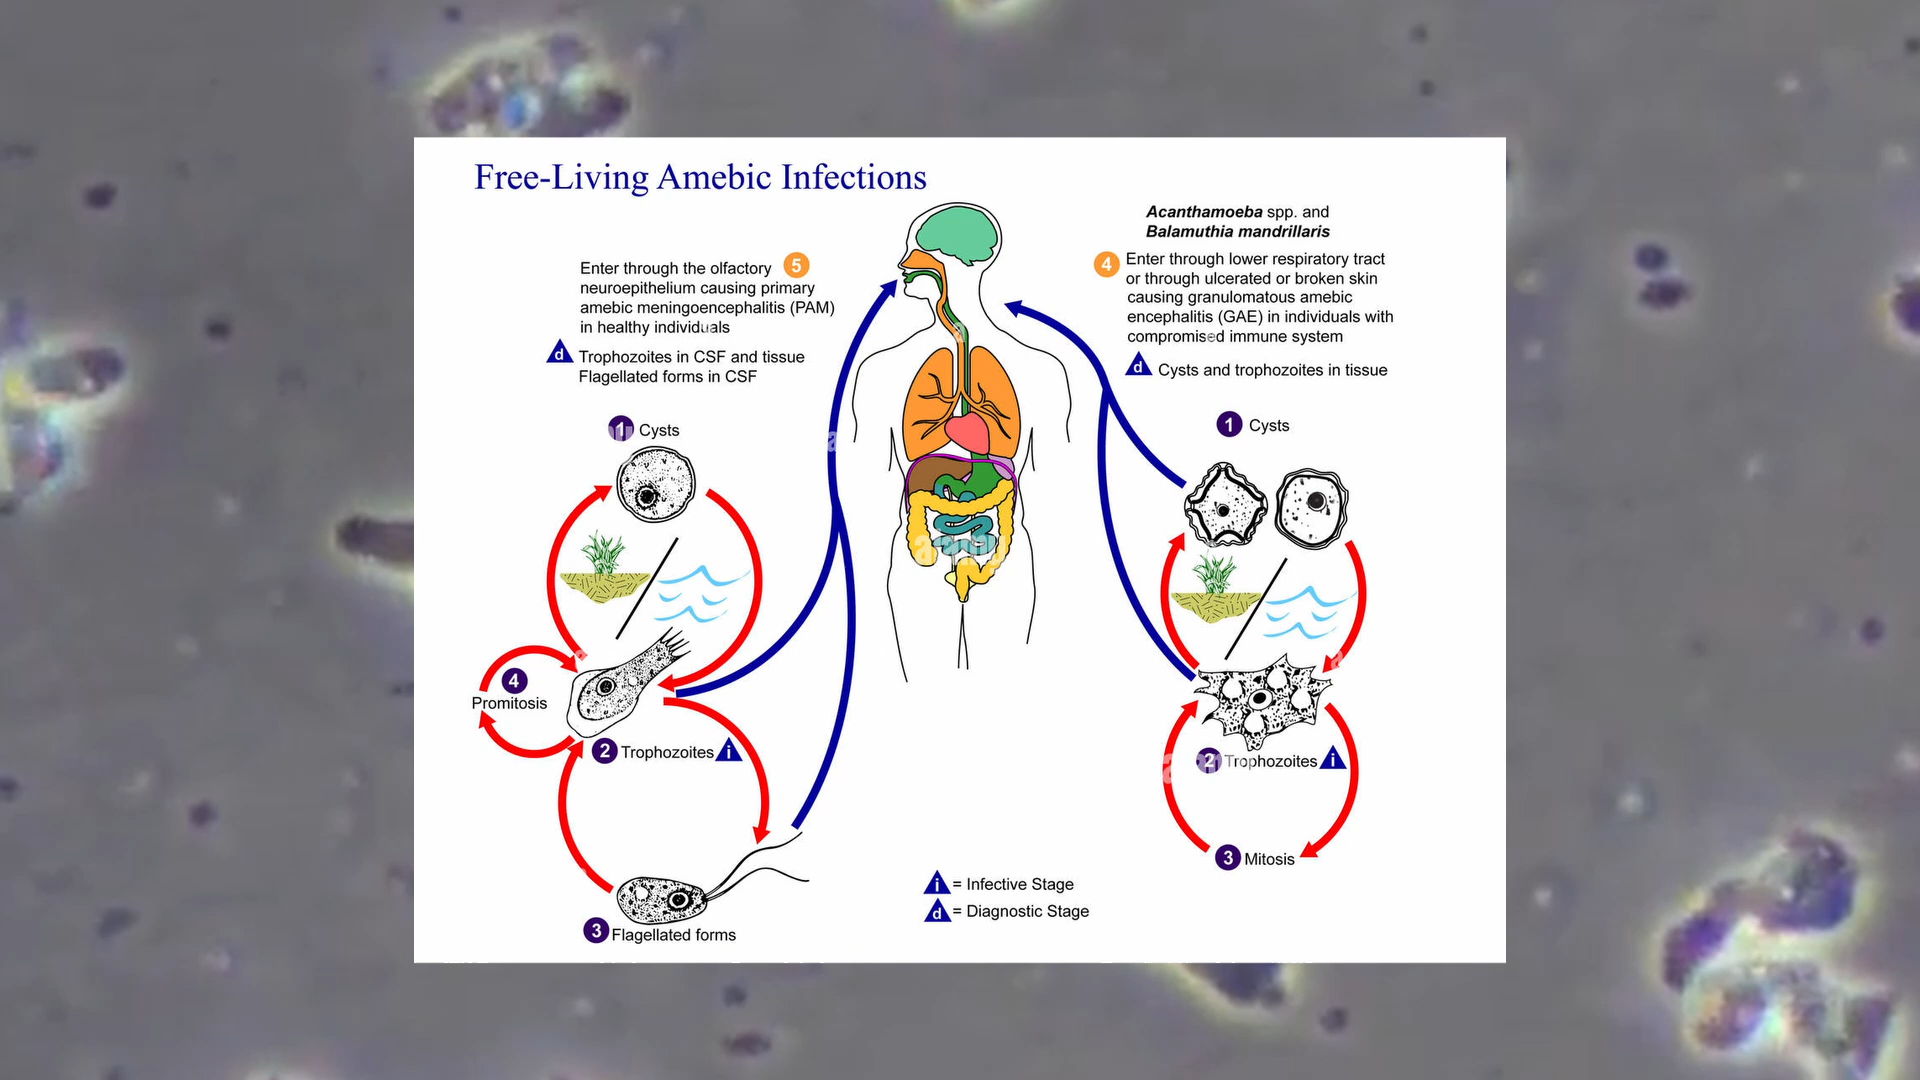 Free-Living Amebic Infections
5
Enter through the olfactory
neuroepithelium causing primary
amebic meningoencephalitis (PAM)
in healthy individuals
d Trophozoites in CSF and tissue
Flagellated forms in CSF
1 Cysts
4
Promitosis
2 Trophozoites i
3 Flagellated forms
Acanthamoeba spp. and
Balamuthia mandrillaris
4
Enter through lower respiratory tract
or through ulcerated or broken skin
causing granulomatous amebic
encephalitis (GAE) in individuals with
compromised immune system
d Cysts and trophozoites in tissue
1 Cysts
2 Trophozoites i
3 Mitosis
i = Infective Stage
d = Diagnostic Stage
alamy